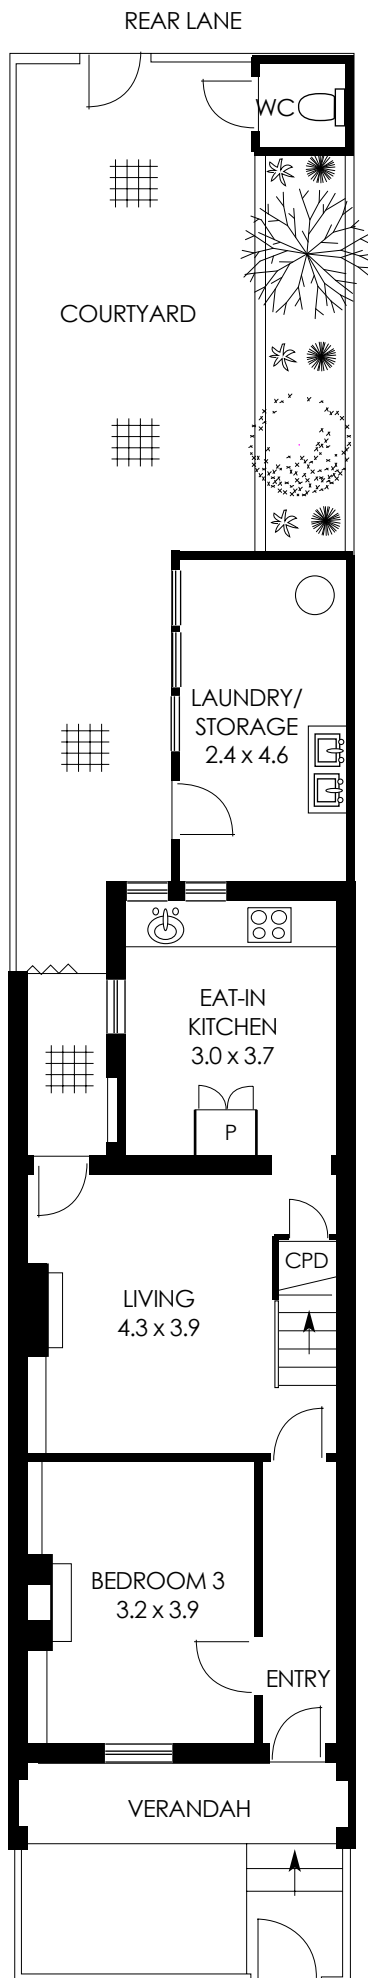 REAR LANE
WC
COURTYARD
LAUNDRY/
STORAGE
2.4 x 4.6
EAT-IN
KITCHEN
3.0 x 3.7
P
CPD
LIVING
4.3 x 3.9
BEDROOM 3
3.2 x 3.9
ENTRY
VERANDAH